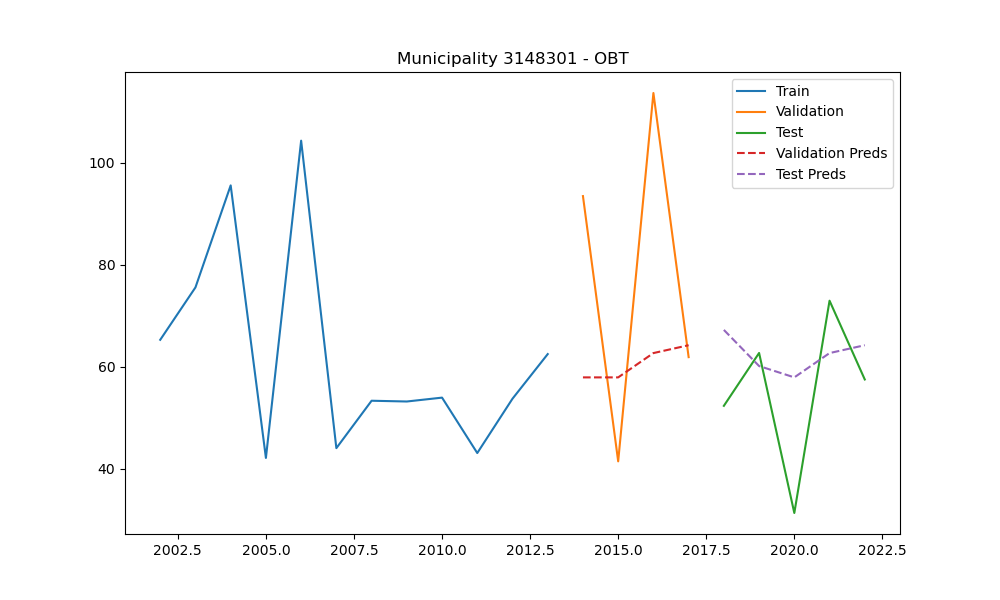 Municipality 3148301 - OBT
Train
Validation
Test
Validation Preds
Test Preds
100
80
60
40
2002.5 2005.0 2007.5 2010.0 2012.5 2015.0 2017.5 2020.0 2022.5